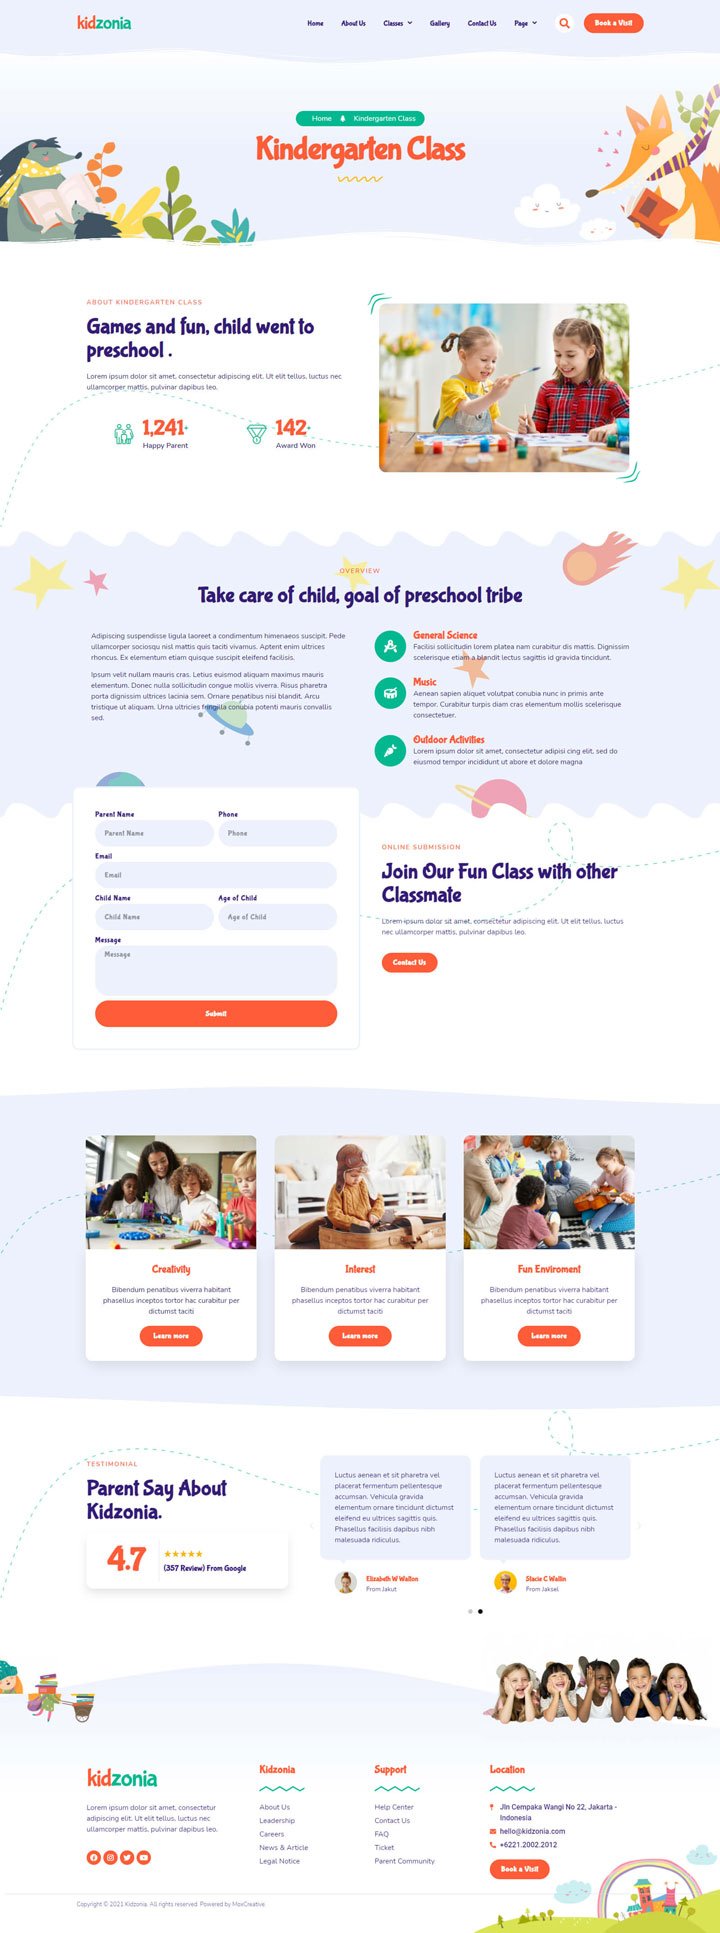 kidzonia
Home About Us Classes Gallery Contact Us Page
Book a Visit
Home Kindergarten Class
Kindergarten Class
ABOUT KINDERGARTEN CLASS
Games and fun, child went to
preschool .
Lorem ipsum dolor sit amet, consectetur adipiscing elit. Ut elit tellus, luctus nec
ullamcorper mattis, pulvinar dapibus leo.
1,241+
Happy Parent
142+
Award Won
OVERVIEW
Take care of child, goal of preschool tribe
Adipiscing suspendisse ligula laoreet a condimentum himenaeos suscipit. Pede
ullamcorper sociosqu nisl mattis quis taciti vivamus. Aptent enim ultrices
rhoncus. Ex elementum etiam quisque suscipit eleifend facilisis.
Ipsum velit nullam mauris cras. Letius euismod aliquam maximus mauris
elementum. Donec nulla sollicitudin congue mollis viverra. Risus pharetra
porta dignissim ultrices lacinia sem. Ornare penatibus nisi blandit. Arcu
tristique ut aliquam. Urna ultricies fringilla conubia potenti mauris convallis
sed.
General Science
Facilisi sollicitudin lorem platea nam curabitur dis mattis. Dignissim
scelerisque etiam a blandit lectus sagittis id gravida tincidunt.
Music
Aenean sapien aliquet volutpat conubia nunc in primis ante
tempor. Curabitur turpis diam cras elementum mollis scelerisque
consectetuer.
Outdoor Activities
Lorem ipsum dolor sit amet, consectetur adipisi cing elit, sed do
eiusmod tempor incididunt ut abore et dolore magna
Parent Name Phone
Parent Name Phone
Email
Email
Child Name Age of Child
Child Name Age of Child
Message
Message
Submit
ONLINE SUBMISSION
Join Our Fun Class with other
Classmate
Lorem ipsum dolor sit amet, consectetur adipiscing elit. Ut elit tellus, luctus
nec ullamcorper mattis, pulvinar dapibus leo.
Contact Us
Creativity
Bibendum penatibus viverra habitant
phasellus inceptos tortor hac curabitur per
dictumst taciti
Learn more
Interest
Bibendum penatibus viverra habitant
phasellus inceptos tortor hac curabitur per
dictumst taciti
Learn more
Fun Enviroment
Bibendum penatibus viverra habitant
phasellus inceptos tortor hac curabitur per
dictumst taciti
Learn more
TESTIMONIAL
Parent Say About
Kidzonia.
4.7
(357 Review) From Google
Luctus aenean et sit pharetra vel
placerat fermentum pellentesque
accumsan. Vehicula gravida
elementum ornare tincidunt dictumst
eleifend eu ultrices sagittis quis.
Phasellus facilisis dapibus nibh
malesuada ridiculus.
Elizabeth W Walton
From Jakut
Luctus aenean et sit pharetra vel
placerat fermentum pellentesque
accumsan. Vehicula gravida
elementum ornare tincidunt dictumst
eleifend eu ultrices sagittis quis.
Phasellus facilisis dapibus nibh
malesuada ridiculus.
Stacie C Wallin
From Jaksel
kidzonia
Lorem ipsum dolor sit amet, consectetur
adipiscing elit. Ut elit tellus, luctus nec
ullamcorper mattis, pulvinar dapibus leo.
Kidzonia
About Us
Leadership
Careers
News & Article
Legal Notice
Support
Help Center
Contact Us
FAQ
Ticket
Parent Community
Location
Jln Cempaka Wangi No 22, Jakarta -
Indonesia
hello@kidzonia.com
+6221.2002.2012
Book a Visit
Copyright © 2021 Kidzonia. All rights reserved. Powered by MoxCreative.